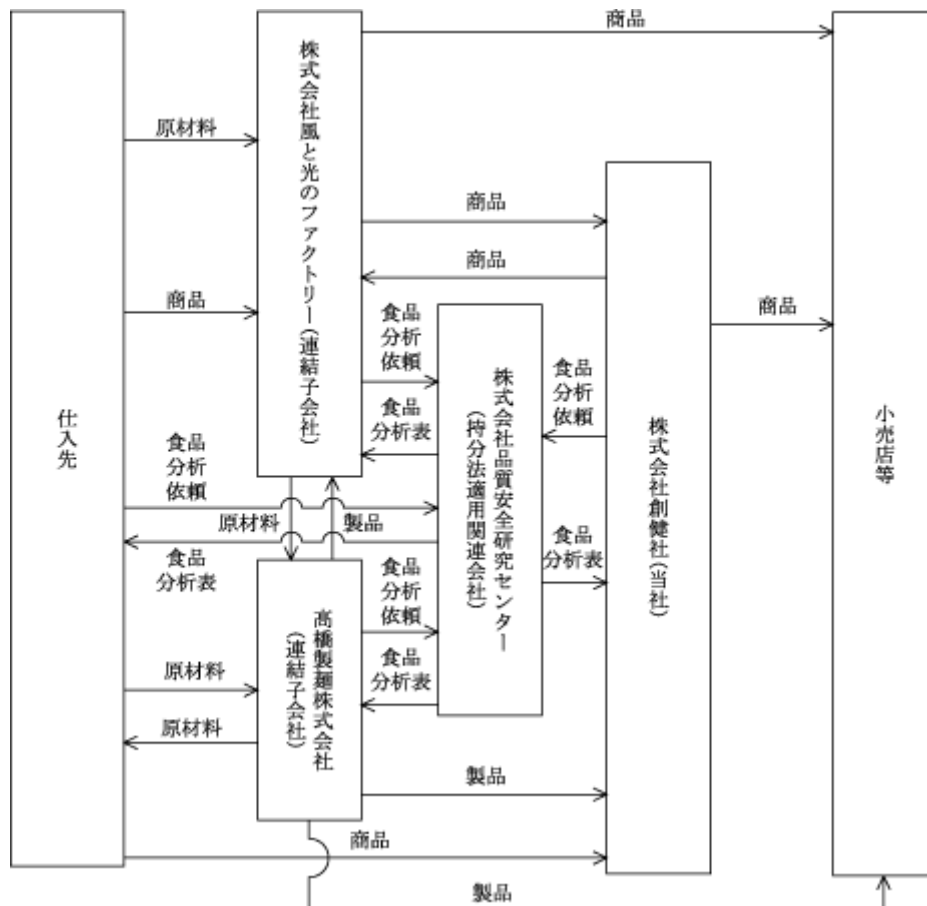 商品
株式会社風と光のファクトリー(連結子会社)
原材料
商品
商品
商品
食品
分析
依頼
商品
株式会社品質安全研究センター
(持分法適用関連会社)
食品
分析
依頼
食品
分析表
仕入先
株式会社創健社(当社)
小売店等
食品
分析
依頼
原材料
製品
食品
分析表
食品
分析表
食品
分析
依頼
髙橋製麺株式会社
(連結子会社)
原材料
食品
分析表
原材料
製品
商品
製品